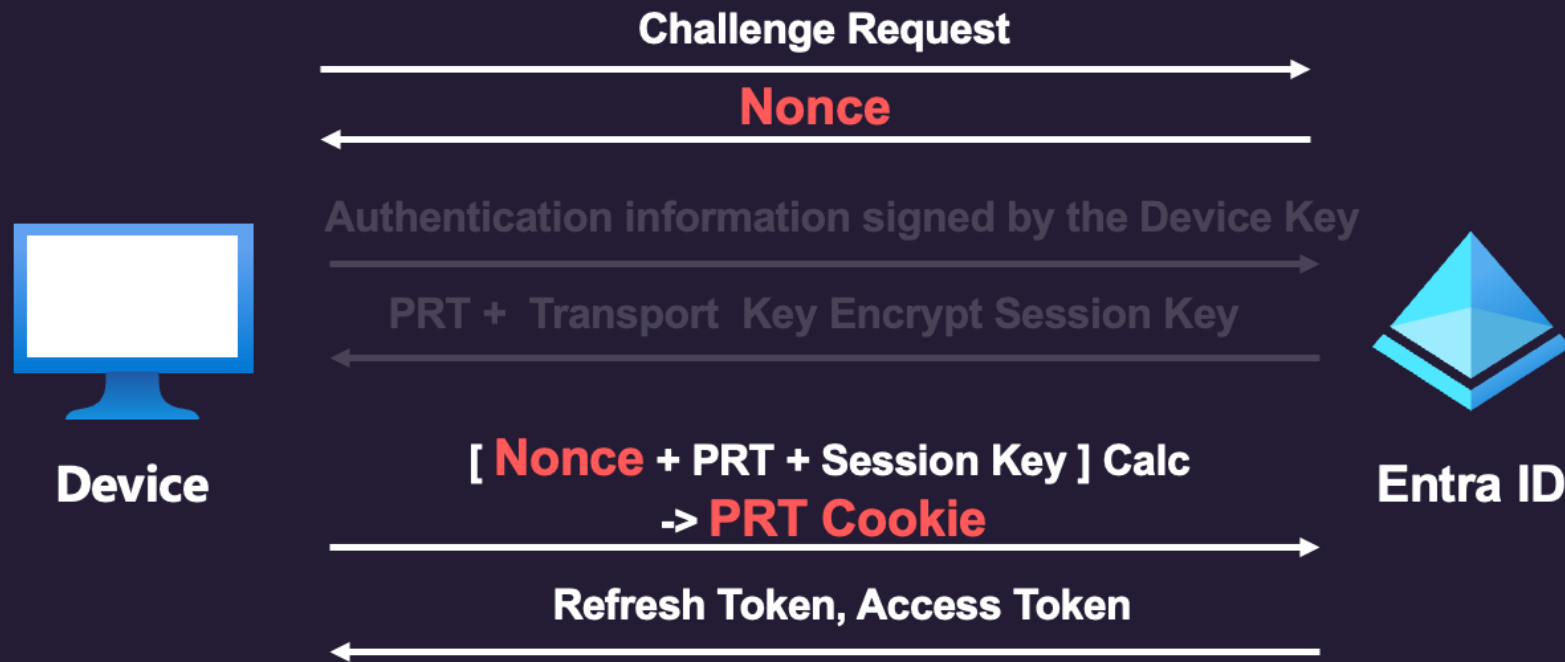 Challenge Request
Nonce
Authentication information signed by the Device Key
PRT + Transport Key Encrypt Session Key
[ Nonce + PRT + Session Key ] Calc
-> PRT Cookie
Device
Entra ID
Refresh Token, Access Token